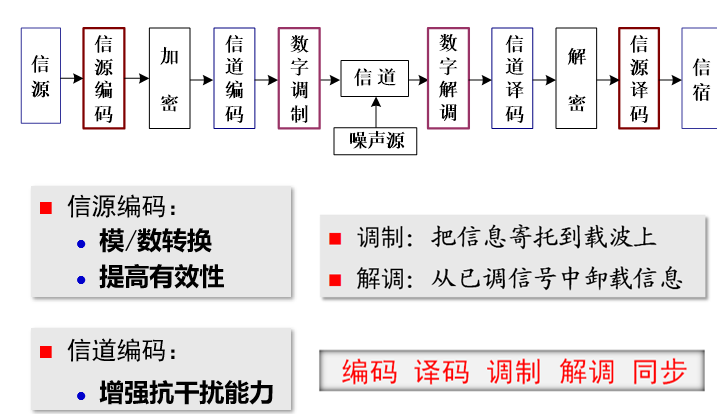 信源
信源编码
加密
信道编码
数字调制
信道
数字解调
信道译码
解密
信源译码
信宿
噪声源
信源编码：
模/数转换
提高有效性
调制：把信息寄托到载波上
解调：从已调信号中卸载信息
信道编码：
增强抗干扰能力
编码 译码 调制 解调 同步